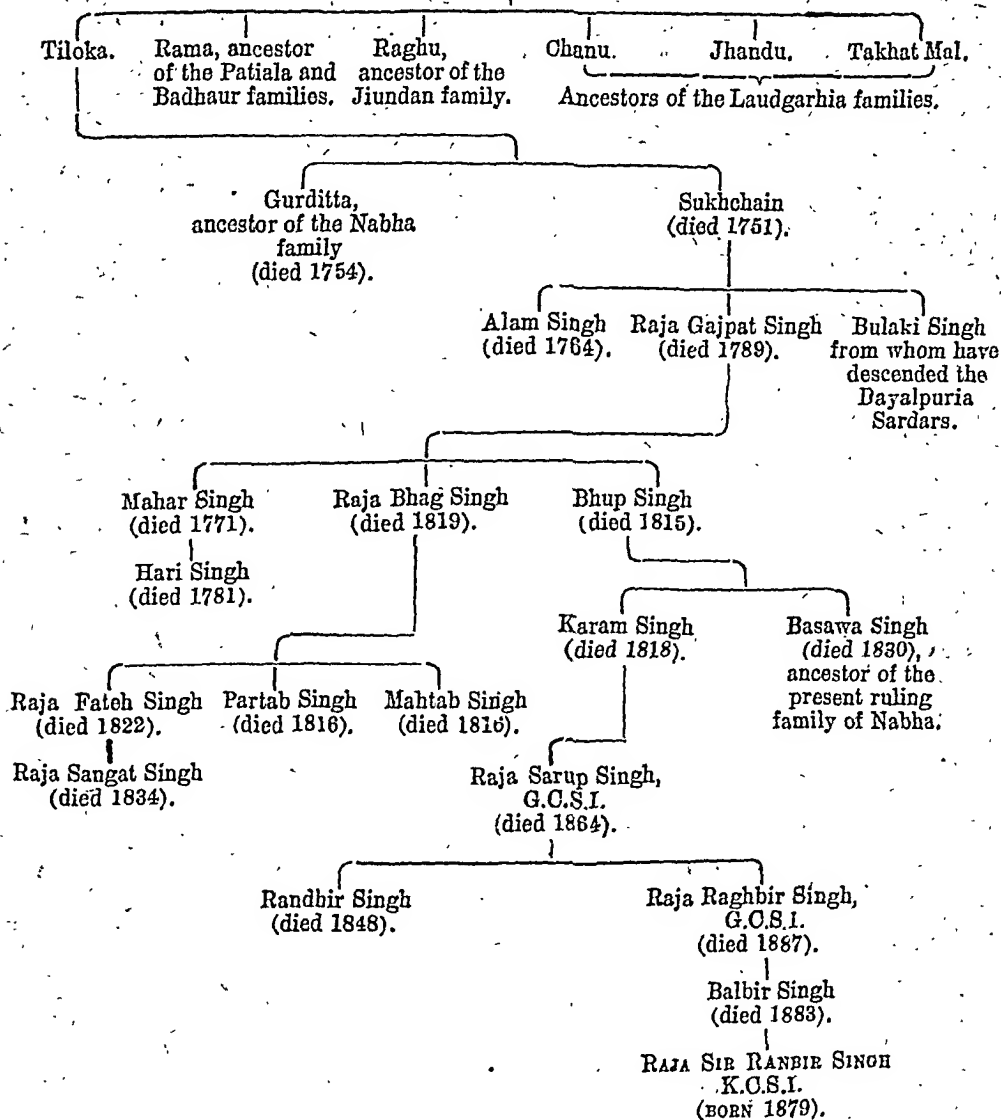 Tiloka.
Rama, ancestor
of the Patiala and
Badhaur families.
Raghu,
ancestor of the
Jiundan family.
Chanu.
Jhandu.
Takhat Mal.
Ancestors of the Laudgarhia families.
Gurditta,
ancestor of the Nabha
family
(died 1754).
Sukhchain
(died 1751).
Alam Singh
(died 1764).
Raja Gajpat Singh
(died 1789).
Bulaki Singh
from whom have
descended the
Dayalpuria
Sardars.
Mahar Singh
(died 1771).
Raja Bhag Singh
(died 1819).
Bhup Singh
(died 1815).
Hari Singh
(died 1781).
Karam Singh
(died 1818).
Basawa Singh
(died 1830),
ancestor of the
present ruling
family of Nabha.
Raja Fateh Singh
(died 1822).
Partab Singh
(died 1816).
Mahtab Singh
(died 1816).
Raja Sangat Singh
(died 1834).
Raja Sarup Singh,
G.C.S.I.
(died 1864).
Randbir Singh
(died 1848).
Raja Raghbir Singh,
G.C.S.I.
(died 1887).
Balbir Singh
(died 1883).
RAJA SIR RANBIR SINGH
K.C.S.I.
(BORN 1879).